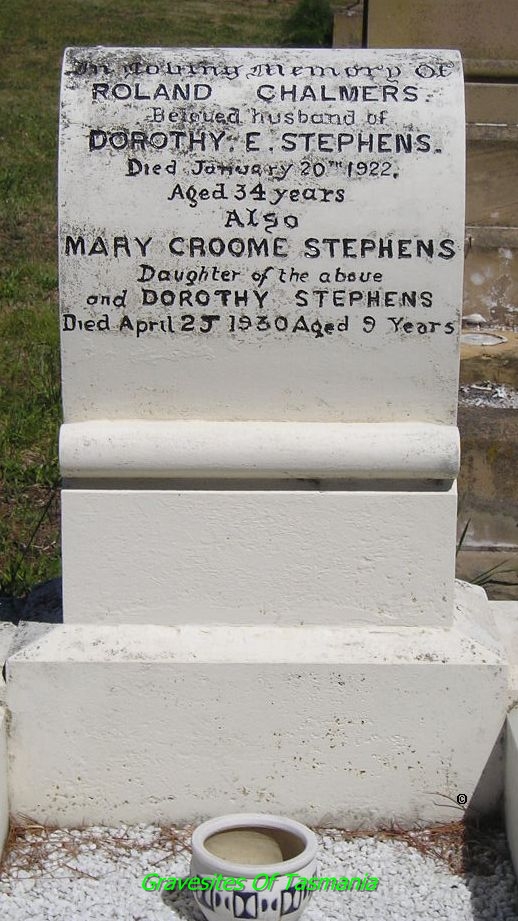 In Loving Memory Of
ROLAND CHALMERS.
Beloved husband of
DOROTHY. E. STEPHENS.
Died January 20TH 1922.
Aged 34 years
Also
MARY CROOME STEPHENS
Daughter of the above
and DOROTHY STEPHENS
Died April 25 1930 Aged 9 Years
©
Gravesites Of Tasmania